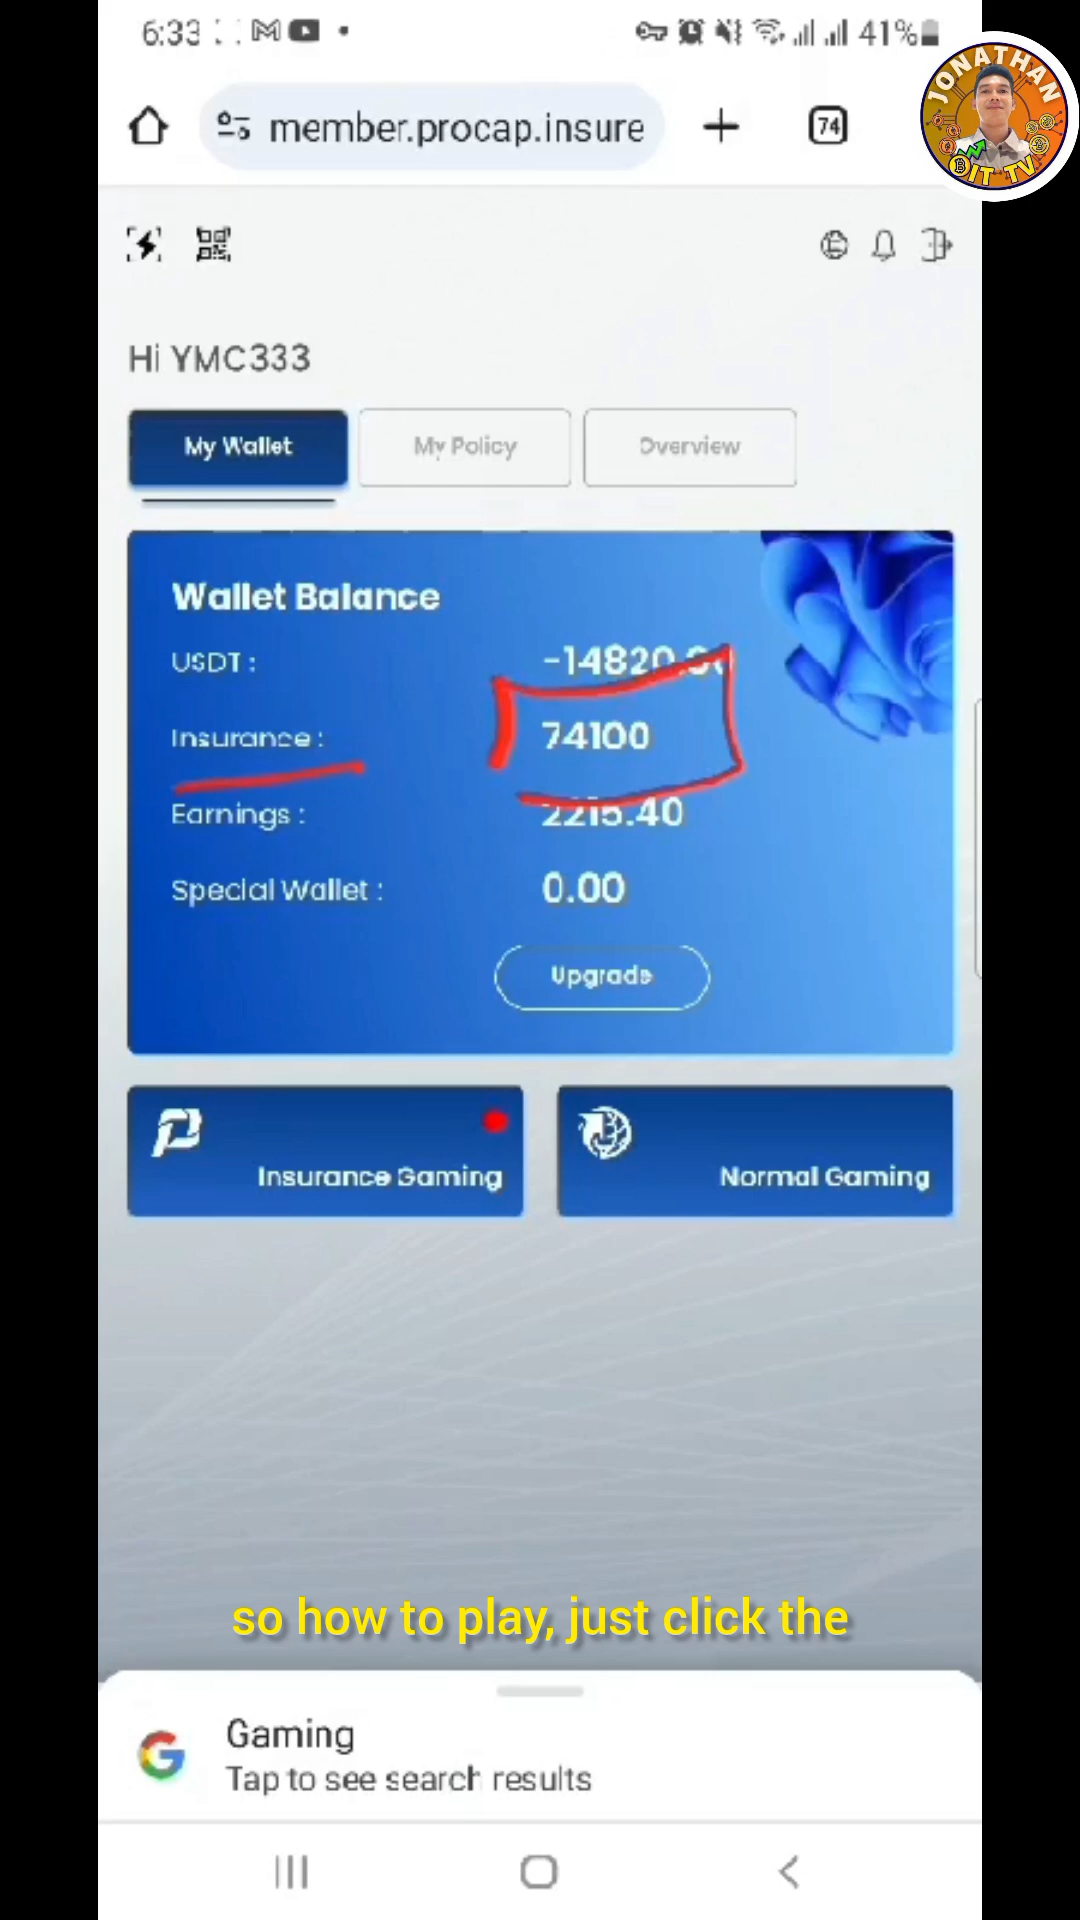 6:33
41%
member.procap.insure
74
JONATHAN
BIT TV
Hi YMC333
My Wallet
My Policy
Overview
Wallet Balance
USDT :
Insurance :
74100
Earnings :
2215.40
Special Wallet :
0.00
Upgrade
Insurance Gaming
Normal Gaming
so how to play, just click the
Gaming
Tap to see search results